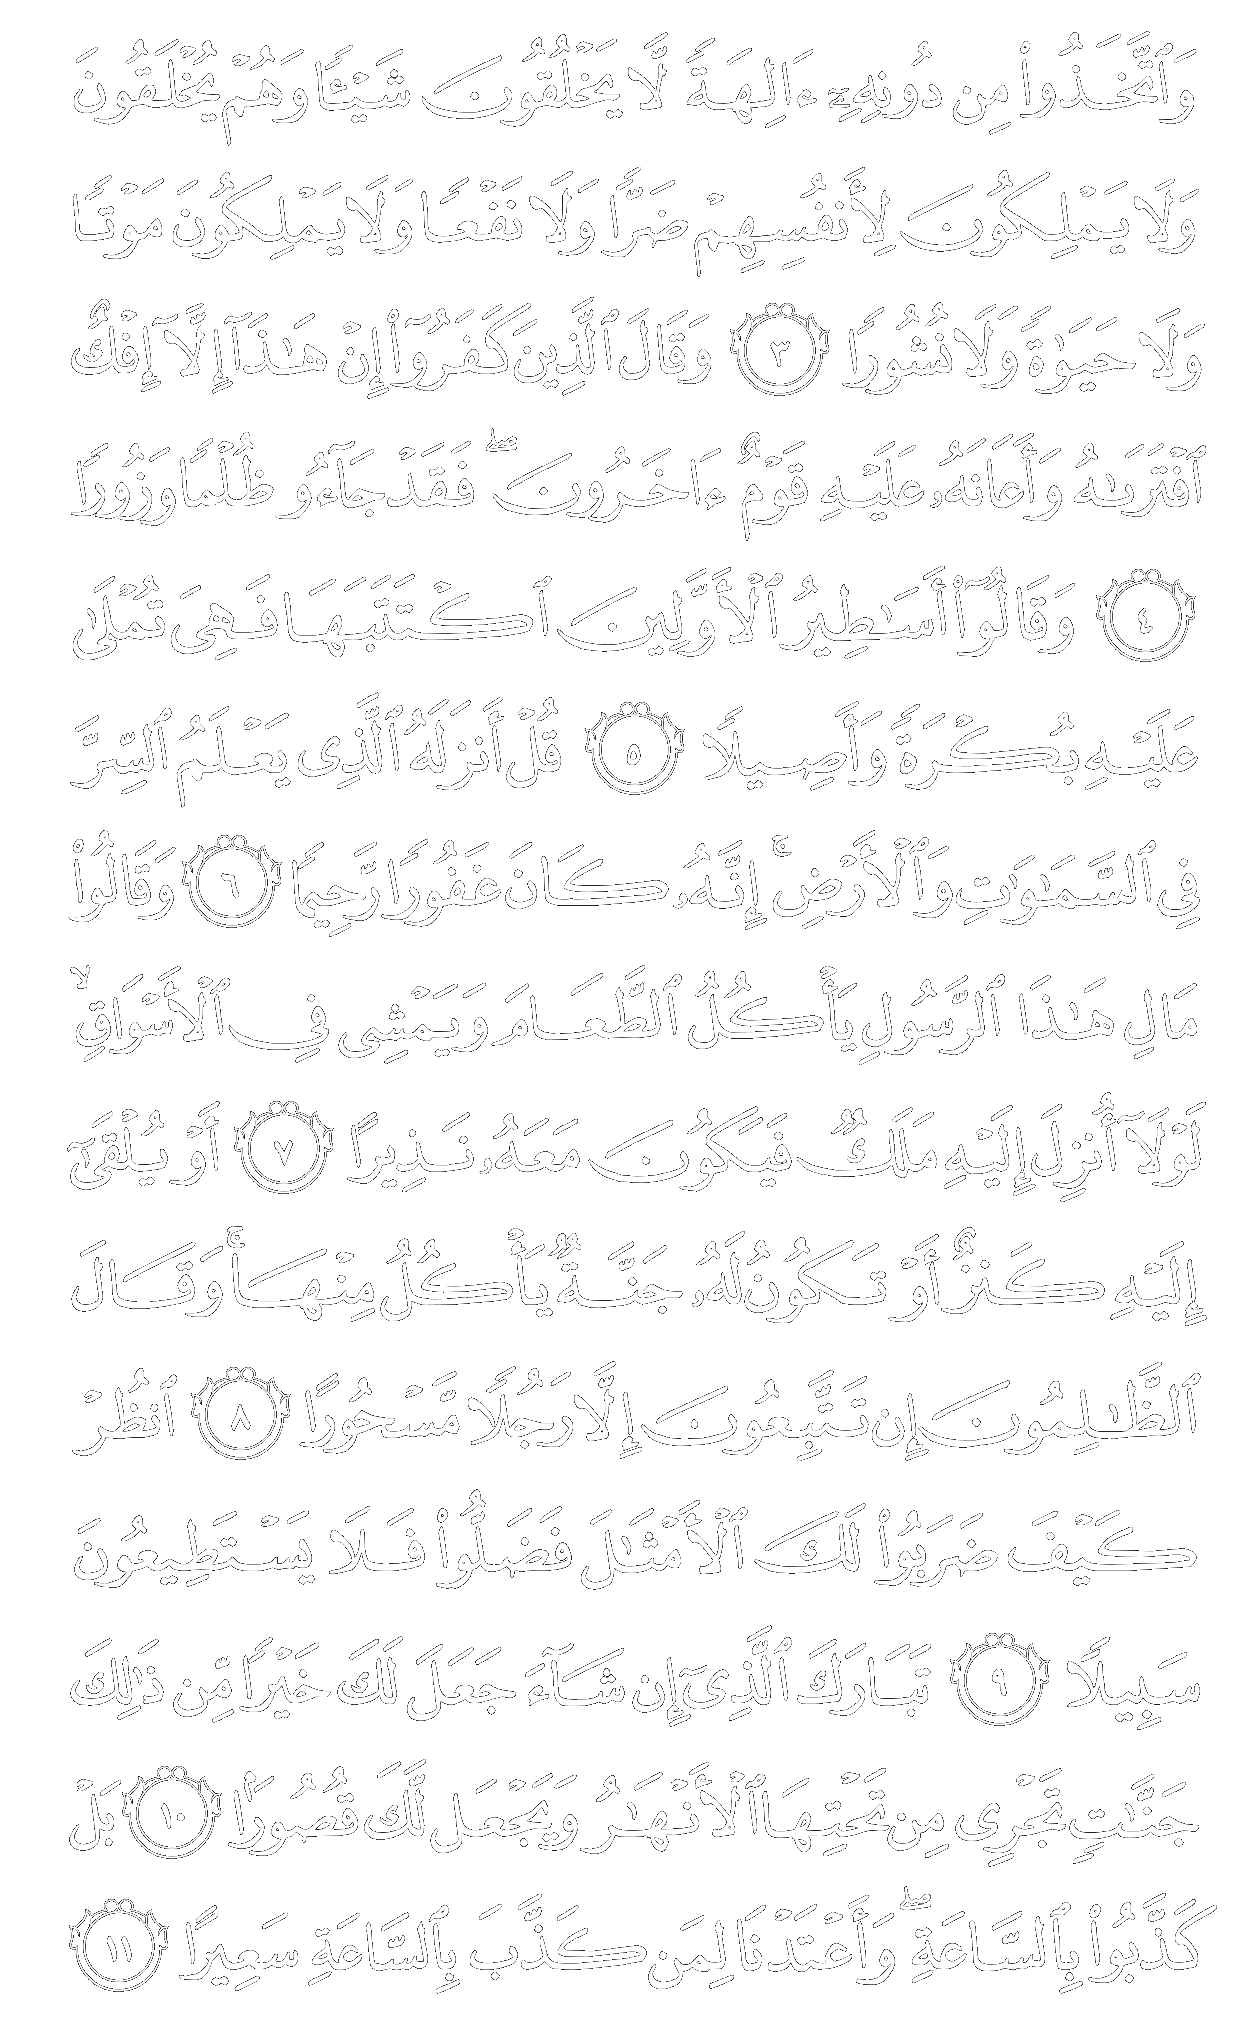 وَٱتَّخَذُوا۟ مِن دُونِهِۦٓ ءَالِهَةً لَّا يَخْلُقُونَ شَيْـًٔا وَهُمْ يُخْلَقُونَ
وَلَا يَمْلِكُونَ لِأَنفُسِهِمْ ضَرًّا وَلَا نَفْعًا وَلَا يَمْلِكُونَ مَوْتًا
وَلَا حَيَوٰةً وَلَا نُشُورًا ٣ وَقَالَ ٱلَّذِينَ كَفَرُوٓا۟ إِنْ هَـٰذَآ إِلَّآ إِفْكٌ
ٱفْتَرَىٰهُ وَأَعَانَهُۥ عَلَيْهِ قَوْمٌ ءَاخَرُونَ ۖ فَقَدْ جَآءُو ظُلْمًا وَزُورًا
٤ وَقَالُوٓا۟ أَسَـٰطِيرُ ٱلْأَوَّلِينَ ٱكْتَتَبَهَا فَهِىَ تُمْلَىٰ
عَلَيْهِ بُكْرَةً وَأَصِيلًا ٥ قُلْ أَنزَلَهُ ٱلَّذِى يَعْلَمُ ٱلسِّرَّ
فِى ٱلسَّمَـٰوَٰتِ وَٱلْأَرْضِ ۚ إِنَّهُۥ كَانَ غَفُورًا رَّحِيمًا ٦ وَقَالُوا۟
مَالِ هَـٰذَا ٱلرَّسُولِ يَأْكُلُ ٱلطَّعَامَ وَيَمْشِى فِى ٱلْأَسْوَاقِ ۙ
لَوْلَآ أُنزِلَ إِلَيْهِ مَلَكٌ فَيَكُونَ مَعَهُۥ نَذِيرًا ٧ أَوْ يُلْقَىٰٓ
إِلَيْهِ كَنزٌ أَوْ تَكُونُ لَهُۥ جَنَّةٌ يَأْكُلُ مِنْهَا ۚ وَقَالَ
ٱلظَّـٰلِمُونَ إِن تَتَّبِعُونَ إِلَّا رَجُلًا مَّسْحُورًا ٨ ٱنظُرْ
كَيْفَ ضَرَبُوا۟ لَكَ ٱلْأَمْثَـٰلَ فَضَلُّوا۟ فَلَا يَسْتَطِيعُونَ
سَبِيلًا ٩ تَبَارَكَ ٱلَّذِىٓ إِن شَآءَ جَعَلَ لَكَ خَيْرًا مِّن ذَٰلِكَ
جَنَّـٰتٍ تَجْرِى مِن تَحْتِهَا ٱلْأَنْهَـٰرُ وَيَجْعَل لَّكَ قُصُورًۢا ١٠ بَلْ
كَذَّبُوا۟ بِٱلسَّاعَةِ ۖ وَأَعْتَدْنَا لِمَن كَذَّبَ بِٱلسَّاعَةِ سَعِيرًا ١١